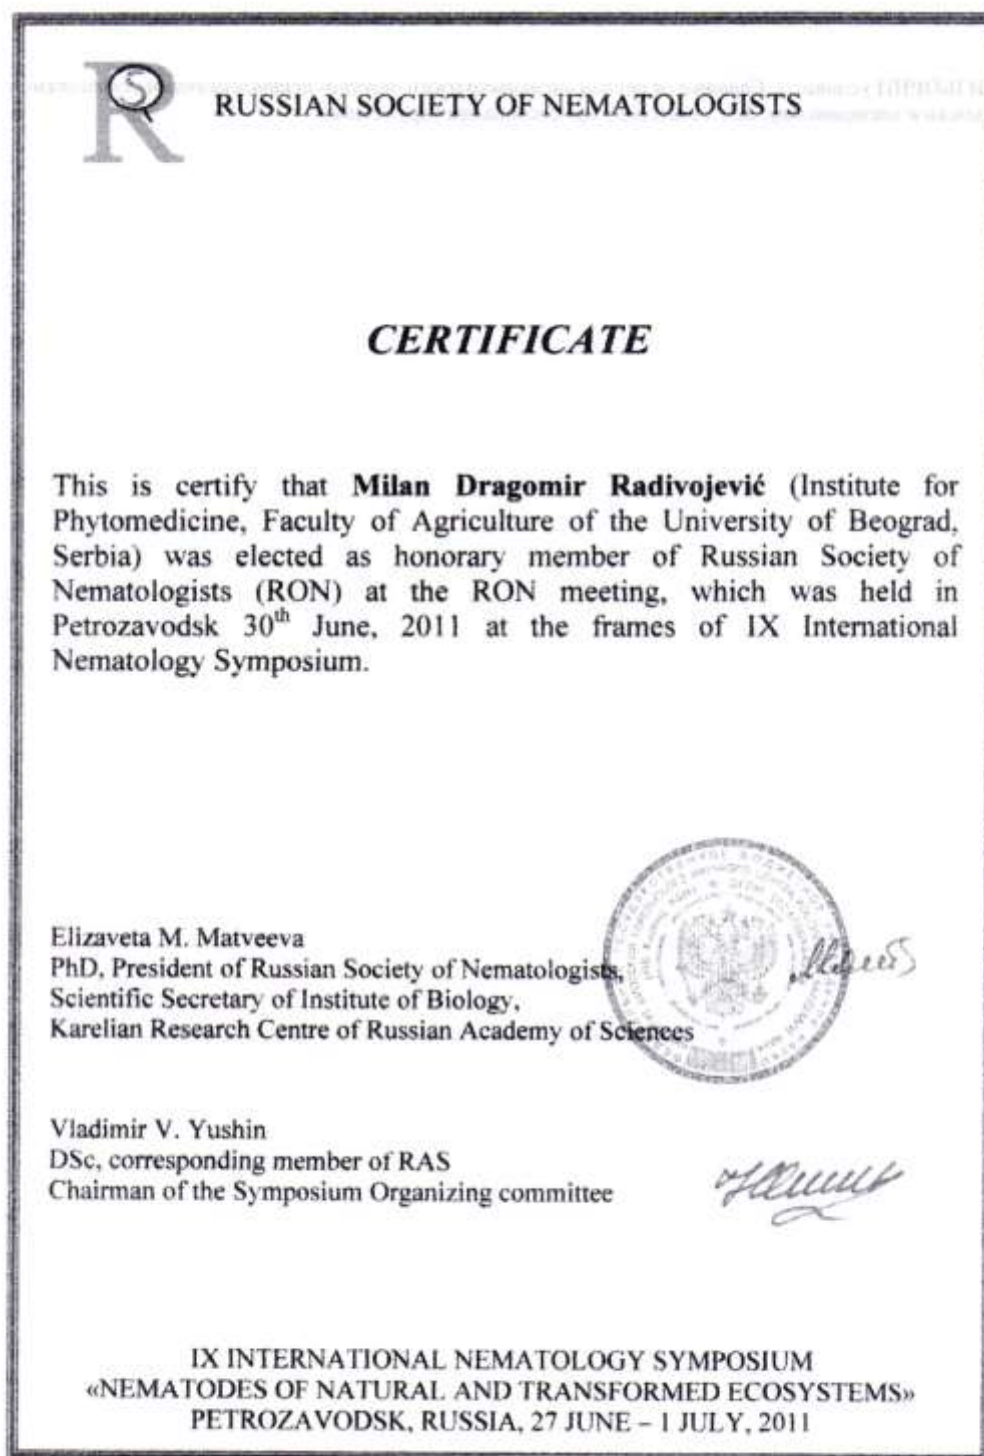 RUSSIAN SOCIETY OF NEMATOLOGISTS
CERTIFICATE
This is certify that Milan Dragomir Radivojević (Institute for
Phytomedicine, Faculty of Agriculture of the University of Beograd,
Serbia) was elected as honorary member of Russian Society of
Nematologists (RON) at the RON meeting, which was held in
Petrozavodsk 30th June, 2011 at the frames of IX International
Nematology Symposium.
Elizaveta M. Matveeva
PhD, President of Russian Society of Nematologists,
Scientific Secretary of Institute of Biology,
Karelian Research Centre of Russian Academy of Sciences
Vladimir V. Yushin
DSc, corresponding member of RAS
Chairman of the Symposium Organizing committee
IX INTERNATIONAL NEMATOLOGY SYMPOSIUM
«NEMATODES OF NATURAL AND TRANSFORMED ECOSYSTEMS»
PETROZAVODSK, RUSSIA, 27 JUNE – 1 JULY, 2011